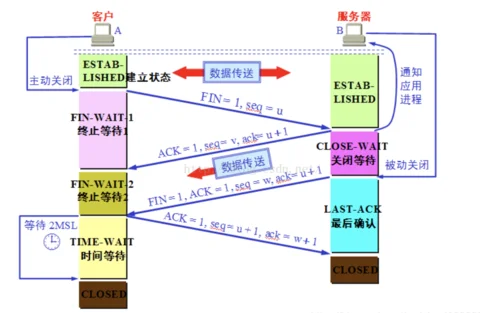 客户
服务器
A
B
ESTAB-
LISHED
建立状态
数据传送
主动关闭
FIN=1, seq=u
ESTAB-
LISHED
通知
应用
进程
FIN-WAIT-1
终止等待1
ACK=1, seq=v, ack=u+1
CLOSE-WAIT
关闭等待
数据传送
被动关闭
FIN-WAIT-2
终止等待2
FIN=1, ACK=1, seq=w, ack=u+1
LAST-ACK
最后确认
等待 2MSL
ACK=1, seq=u+1, ack=w+1
TIME-WAIT
时间等待
CLOSED
CLOSED